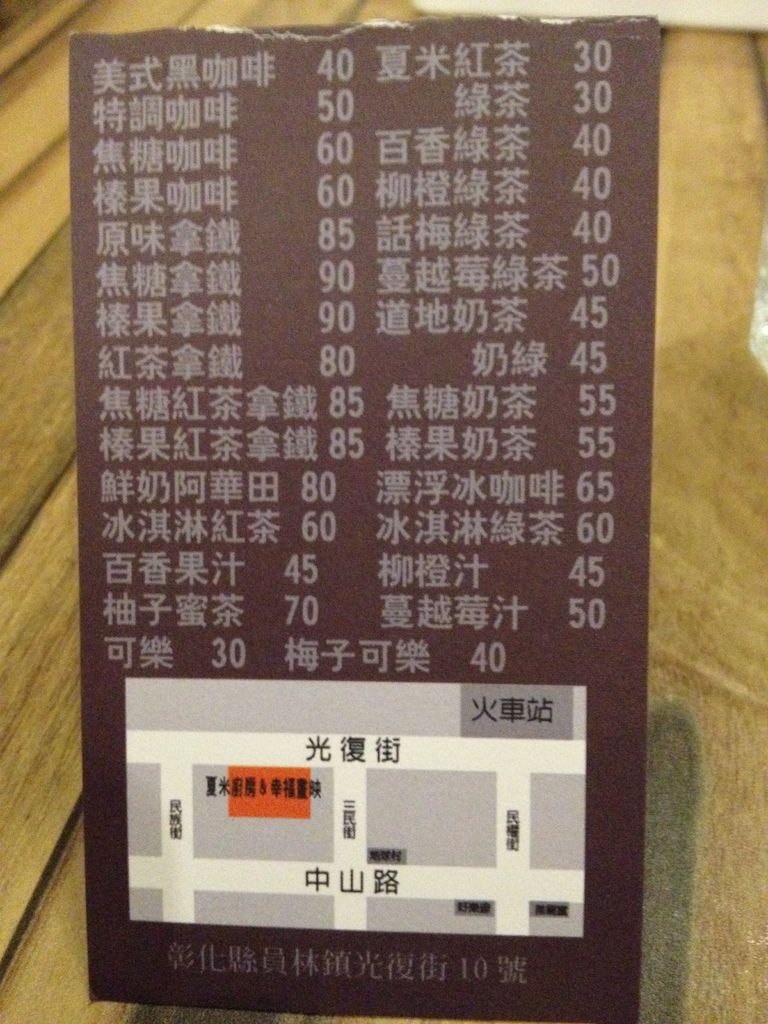 美式黑咖啡 40 夏米紅茶 30
特調咖啡 50 綠茶 30
焦糖咖啡 60 百香綠茶 40
榛果咖啡 60 柳橙綠茶 40
原味拿鐵 85 話梅綠茶 40
焦糖拿鐵 90 蔓越莓綠茶 50
榛果拿鐵 90 道地奶茶 45
紅茶拿鐵 80 奶綠 45
焦糖紅茶拿鐵 85 焦糖奶茶 55
榛果紅茶拿鐵 85 榛果奶茶 55
鮮奶阿華田 80 漂浮冰咖啡 65
冰淇淋紅茶 60 冰淇淋綠茶 60
百香果汁 45 柳橙汁 45
柚子蜜茶 70 蔓越莓汁 50
可樂 30 梅子可樂 40
火車站
光復街
夏米廚房&幸福畫映
民族街
三民街
民權街
地球村
中山路
彰化縣員林鎮光復街10號